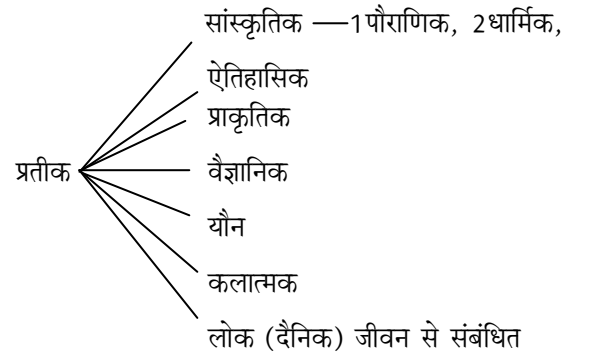 सांस्कृतिक —1पौराणिक, 2धार्मिक,
ऐतिहासिक
प्राकृतिक
प्रतीक वैज्ञानिक
यौन
कलात्मक
लोक (दैनिक) जीवन से संबंधित